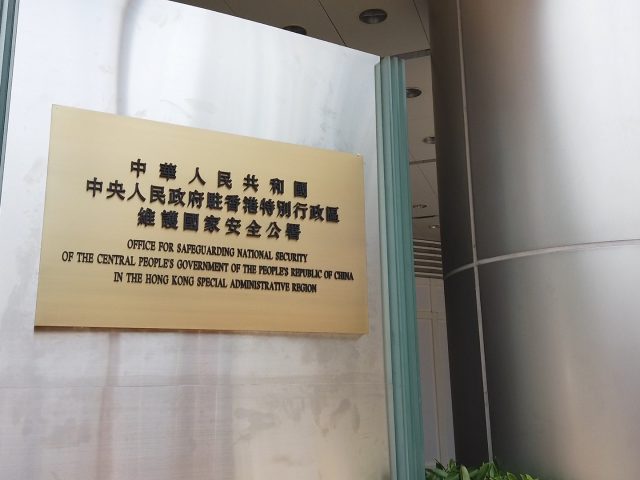 中華人民共和國
中央人民政府駐香港特別行政區
維護國家安全公署
OFFICE FOR SAFEGUARDING NATIONAL SECURITY
OF THE CENTRAL PEOPLE'S GOVERNMENT OF THE PEOPLE'S REPUBLIC OF CHINA
IN THE HONG KONG SPECIAL ADMINISTRATIVE REGION